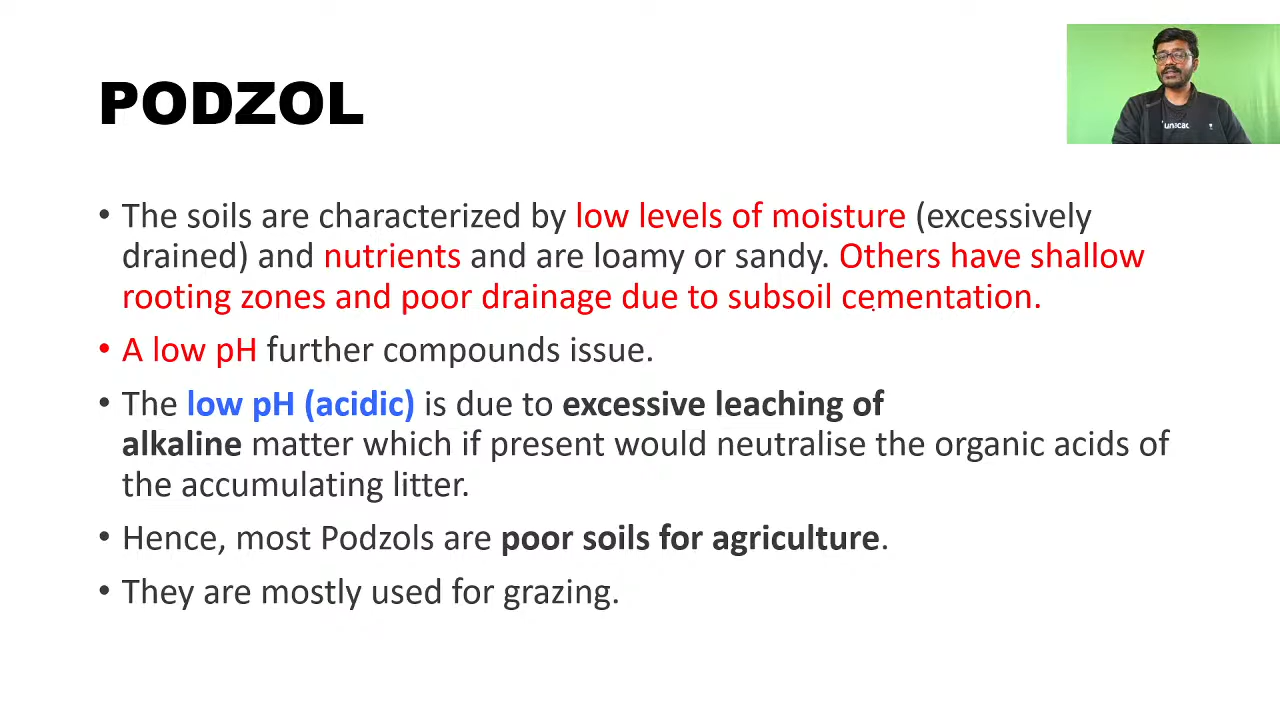 PODZOL
• The soils are characterized by low levels of moisture (excessively
drained) and nutrients and are loamy or sandy. Others have shallow
rooting zones and poor drainage due to subsoil cementation.
• A low pH further compounds issue.
• The low pH (acidic) is due to excessive leaching of
alkaline matter which if present would neutralise the organic acids of
the accumulating litter.
• Hence, most Podzols are poor soils for agriculture.
• They are mostly used for grazing.